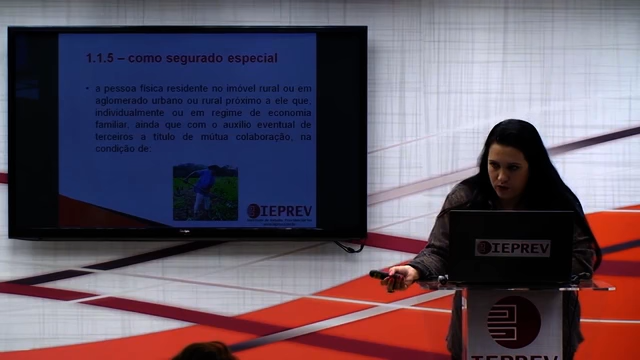 1.1.5 – como segurado especial
• a pessoa física residente no imóvel rural ou em
aglomerado urbano ou rural próximo a ele que,
individualmente ou em regime de economia
familiar, ainda que com o auxílio eventual de
terceiros a título de mútua colaboração, na
condição de:
IEPREV
IEPREV
IEPREV